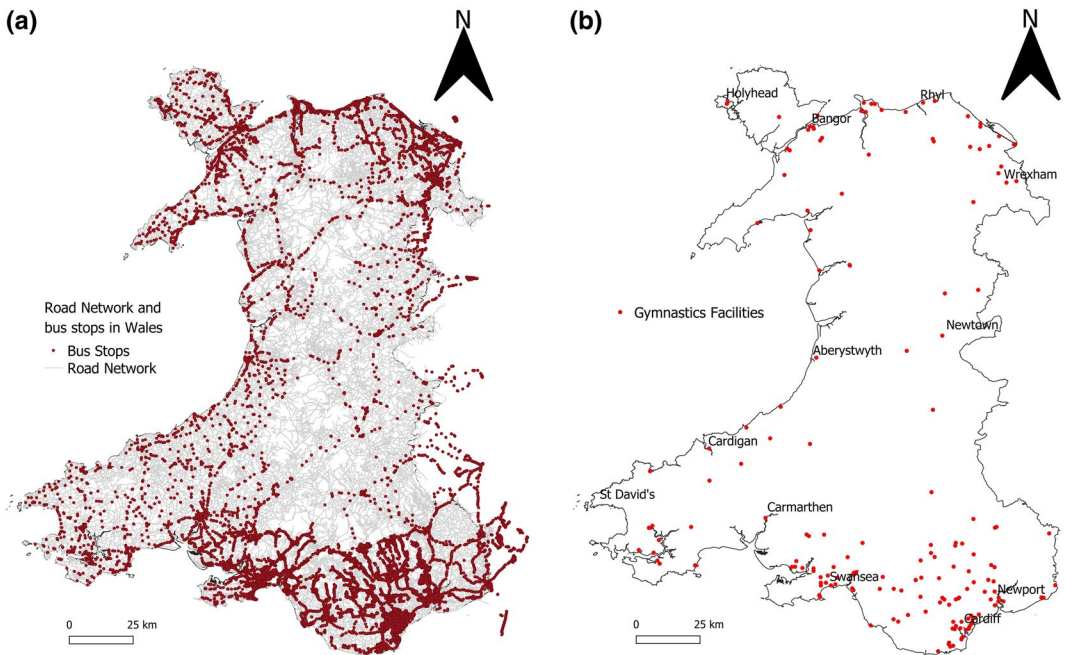 (a)
N
Road Network and
bus stops in Wales
Bus Stops
Road Network
0 25 km
(b)
N
Holyhead
Rhyl
Bangor
Wrexham
Gymnastics Facilities
Newtown
Aberystwyth
Cardigan
St David's
Carmarthen
Swansea
Newport
Cardiff
0 25 km